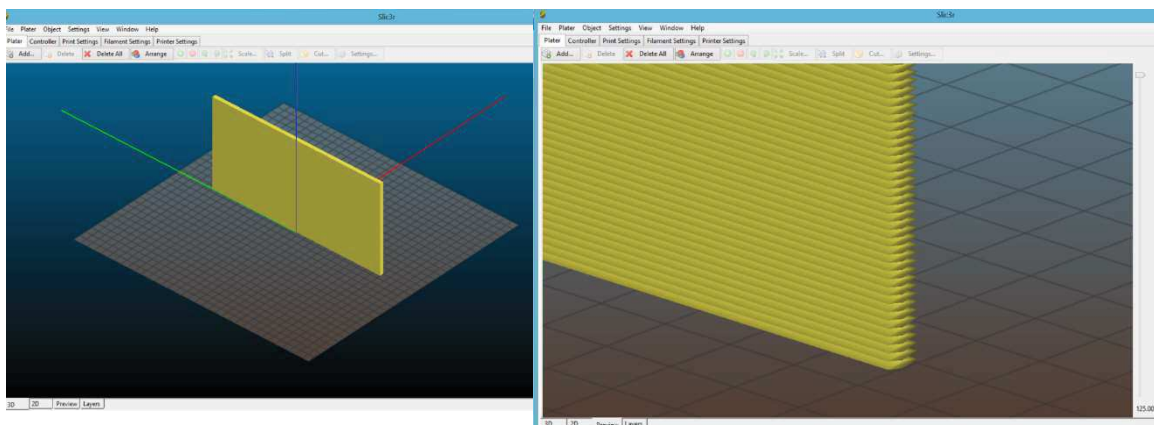 Slic3r
File Plater Object Settings View Window Help
Plater Controller Print Settings Filament Settings Printer Settings
Add... Delete Delete All Arrange Scale... Split Cut... Settings...
3D 2D Preview Layers
Slic3r
File Plater Object Settings View Window Help
Plater Controller Print Settings Filament Settings Printer Settings
Add... Delete Delete All Arrange Scale... Split Cut... Settings...
125.00
3D 2D Preview Layers